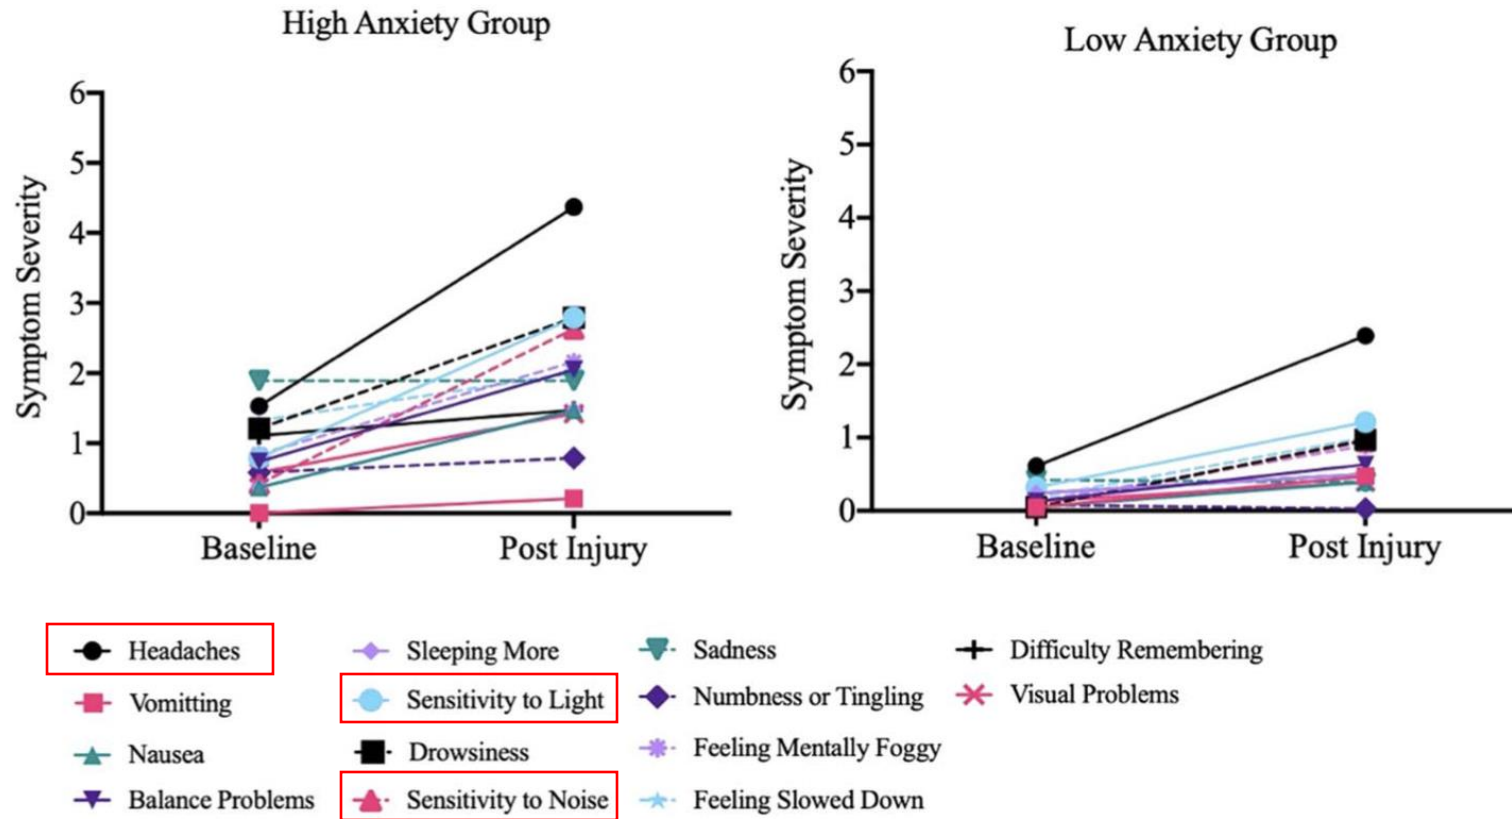 High Anxiety Group
Symptom Severity
6
5
4
3
2
1
0
Baseline
Post Injury
Low Anxiety Group
Symptom Severity
6
5
4
3
2
1
0
Baseline
Post Injury
Headaches
Vomitting
Nausea
Balance Problems
Sleeping More
Sensitivity to Light
Drowsiness
Sensitivity to Noise
Sadness
Numbness or Tingling
Feeling Mentally Foggy
Feeling Slowed Down
Difficulty Remembering
Visual Problems